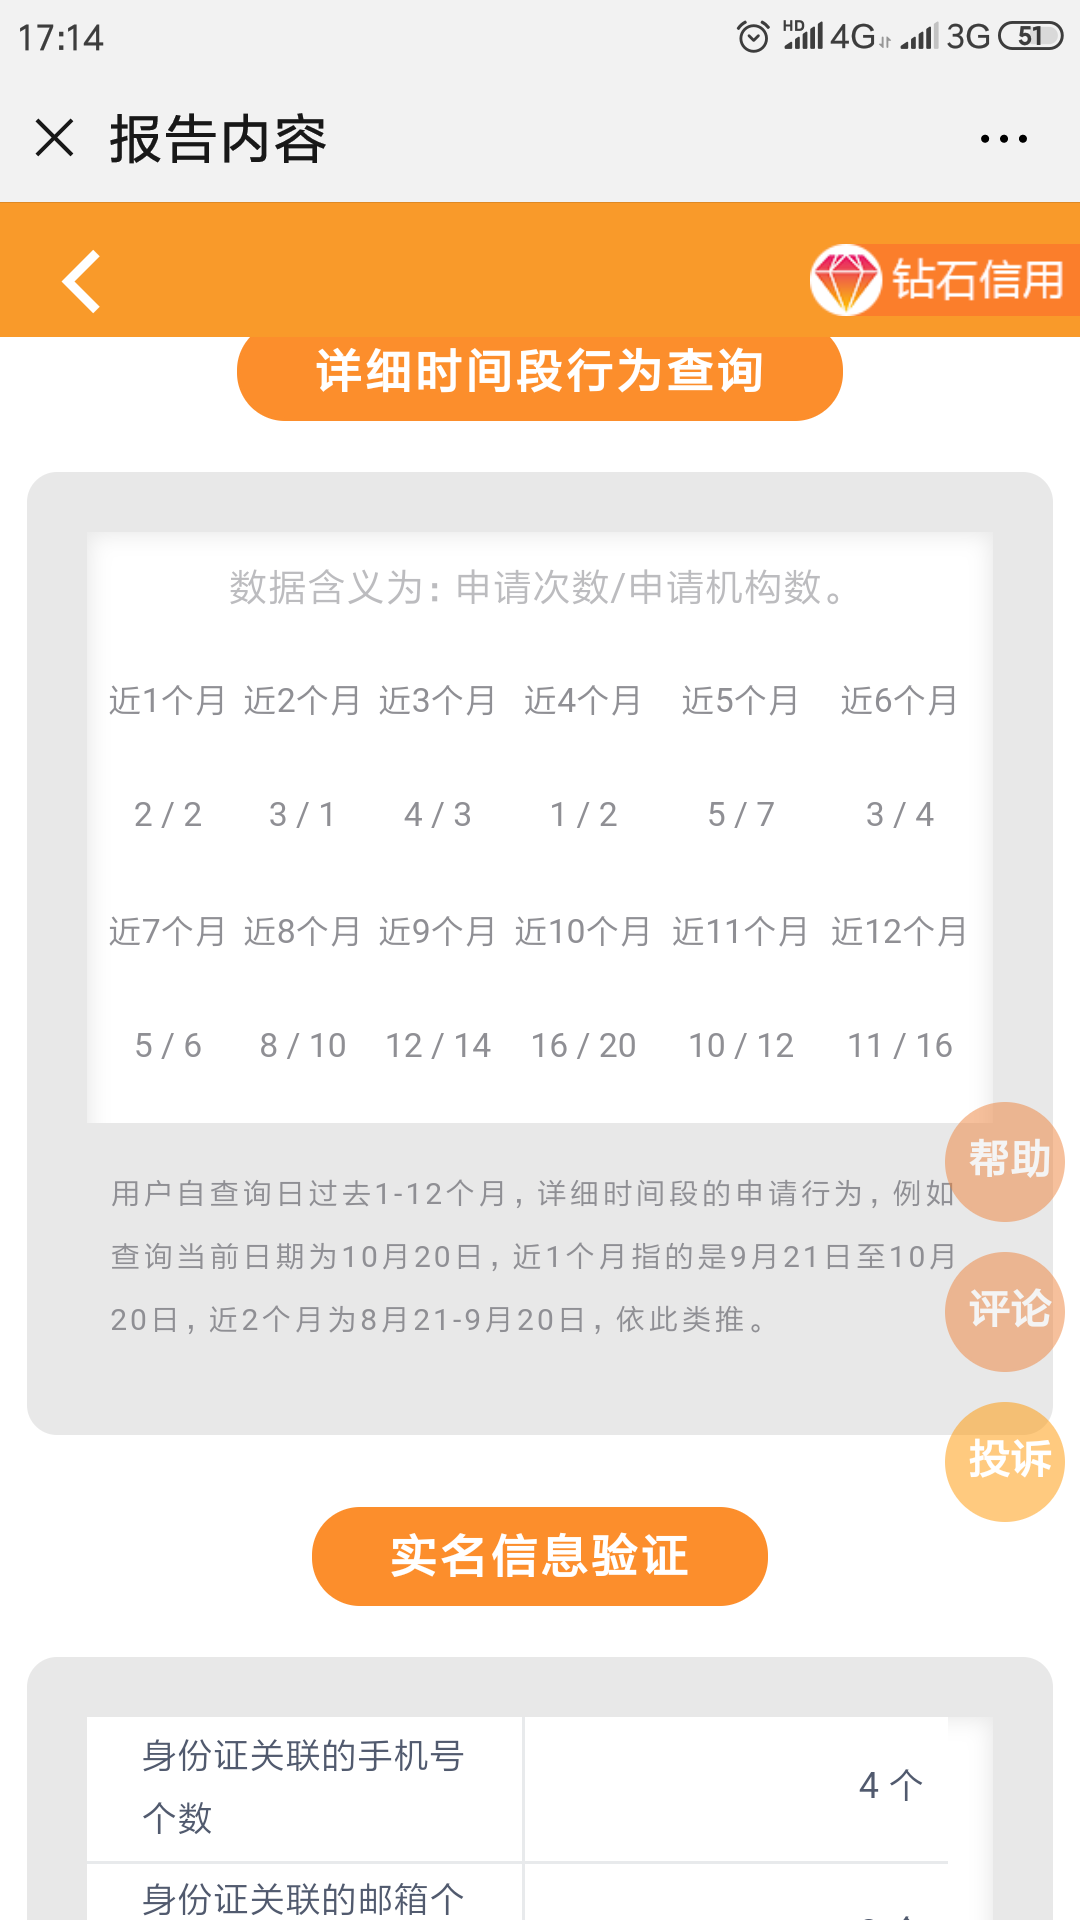 17:14
HD 4G 3G 51
报告内容
钻石信用
详细时间段行为查询
数据含义为：申请次数/申请机构数。
近1个月 近2个月 近3个月 近4个月 近5个月 近6个月
2 / 2 3 / 1 4 / 3 1 / 2 5 / 7 3 / 4
近7个月 近8个月 近9个月 近10个月 近11个月 近12个月
5 / 6 8 / 10 12 / 14 16 / 20 10 / 12 11 / 16
用户自查询日过去1-12个月，详细时间段的申请行为，例如
查询当前日期为10月20日，近1个月指的是9月21日至10月
20日，近2个月为8月21-9月20日，依此类推。
帮助
评论
投诉
实名信息验证
身份证关联的手机号
个数
4 个
身份证关联的邮箱个